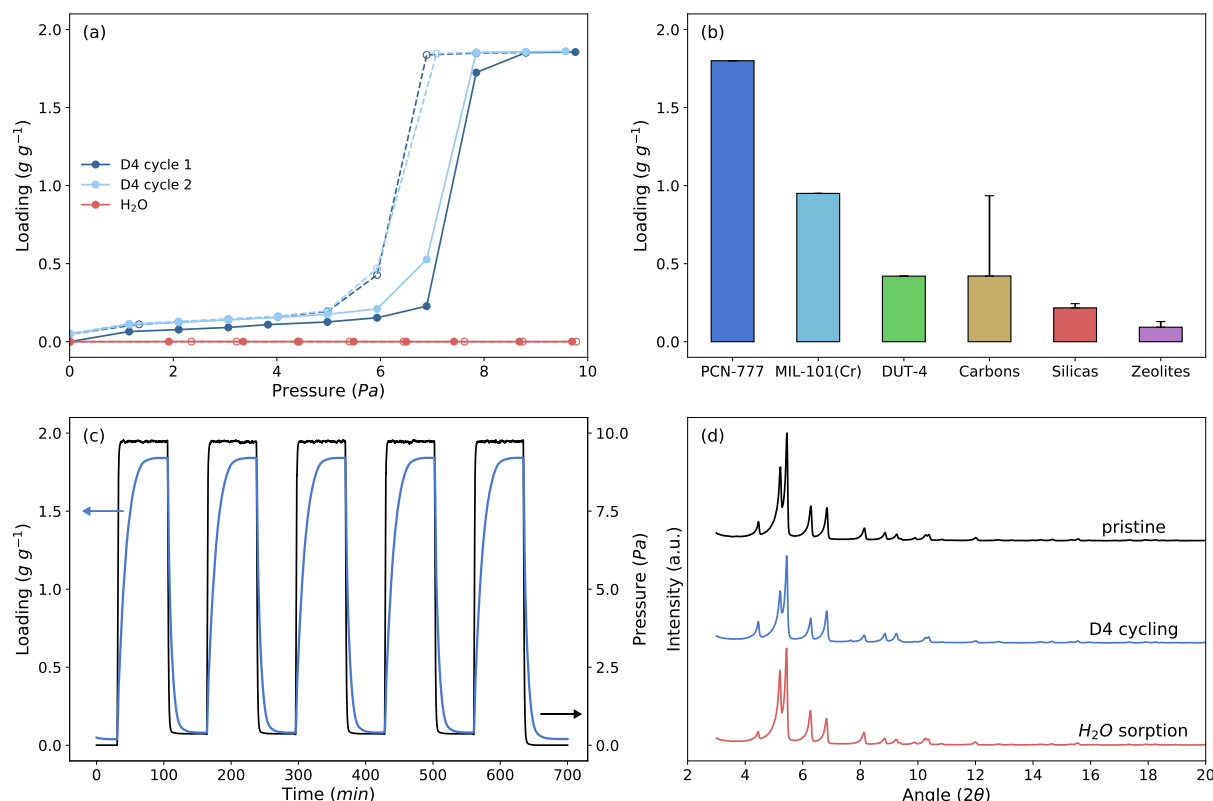 (a)
2.0
1.5
1.0
0.5
0.0
Loading (g g⁻¹)
D4 cycle 1
D4 cycle 2
H₂O
0 2 4 6 8 10
Pressure (Pa)
(b)
2.0
1.5
1.0
0.5
0.0
Loading (g g⁻¹)
PCN-777 MIL-101(Cr) DUT-4 Carbons Silicas Zeolites
(c)
2.0
1.5
1.0
0.5
0.0
Loading (g g⁻¹)
10.0
7.5
5.0
2.5
0.0
Pressure (Pa)
0 100 200 300 400 500 600 700
Time (min)
(d)
Intensity (a.u.)
pristine
D4 cycling
H₂O sorption
2 4 6 8 10 12 14 16 18 20
Angle (2θ)